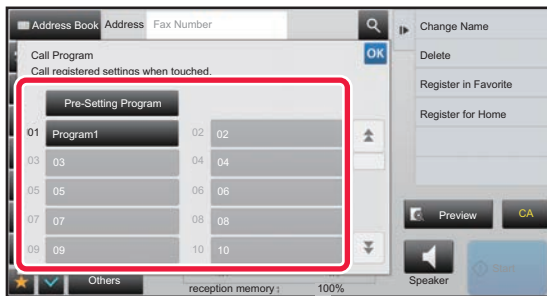 Address Book Address Fax Number
Call Program OK
Call registered settings when touched.
Pre-Setting Program
01 Program1 02 02
03 03 04 04
05 05 06 06
07 07 08 08
09 09 10 10
Others
reception memory: 100%
Change Name
Delete
Register in Favorite
Register for Home
Preview CA
Speaker Start